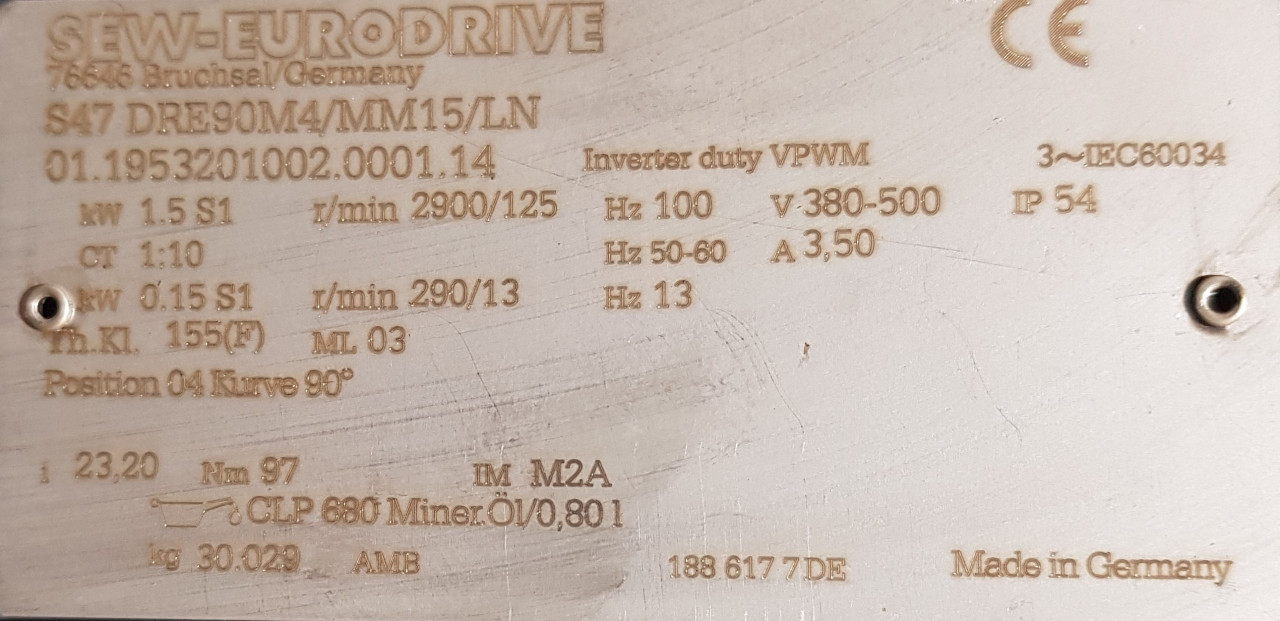 SEW-EURODRIVE CE
76646 Bruchsal/Germany
S47 DRE90M4/MM15/LN
01.1953201002.0001.14 Inverter duty VPWM 3~IEC60034
kW 1.5 S1 r/min 2900/125 Hz 100 V 380-500 IP 54
CT 1:10 Hz 50-60 A 3,50
kW 0.15 S1 r/min 290/13 Hz 13
Th.Kl. 155(F) ML 03
Position 04 Kurve 90°
i 23,20 Nm 97 IM M2A
CLP 680 Miner.Öl/0,80 l
kg 30.029 AMB 188 617 7 DE Made in Germany